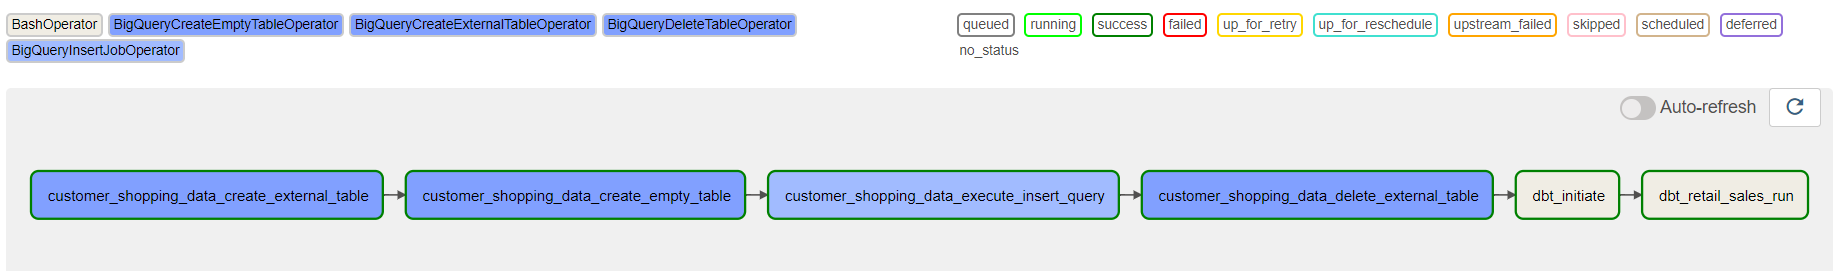 BashOperator BigQueryCreateEmptyTableOperator BigQueryCreateExternalTableOperator BigQueryDeleteTableOperator
BigQueryInsertJobOperator
queued running success failed up_for_retry up_for_reschedule upstream_failed skipped scheduled deferred
no_status
Auto-refresh
customer_shopping_data_create_external_table customer_shopping_data_create_empty_table customer_shopping_data_execute_insert_query customer_shopping_data_delete_external_table dbt_initiate dbt_retail_sales_run